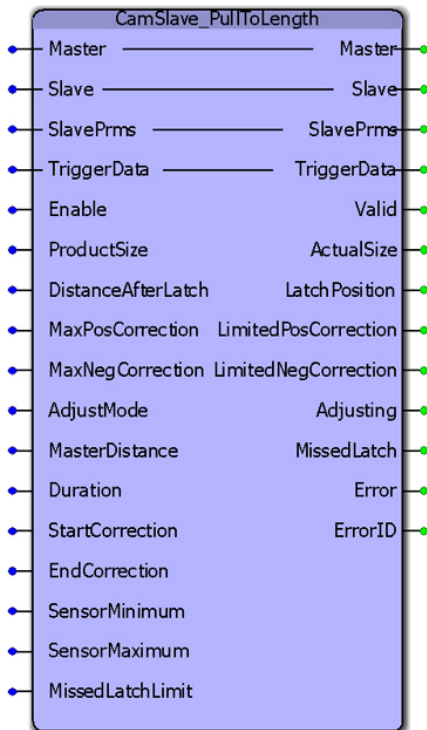 CamSlave_PullToLength
Master Master
Slave Slave
SlavePrms SlavePrms
TriggerData TriggerData
Enable Valid
ProductSize ActualSize
DistanceAfterLatch LatchPosition
MaxPosCorrection LimitedPosCorrection
MaxNegCorrection LimitedNegCorrection
AdjustMode Adjusting
MasterDistance MissedLatch
Duration Error
StartCorrection ErrorID
EndCorrection
SensorMinimum
SensorMaximum
MissedLatchLimit